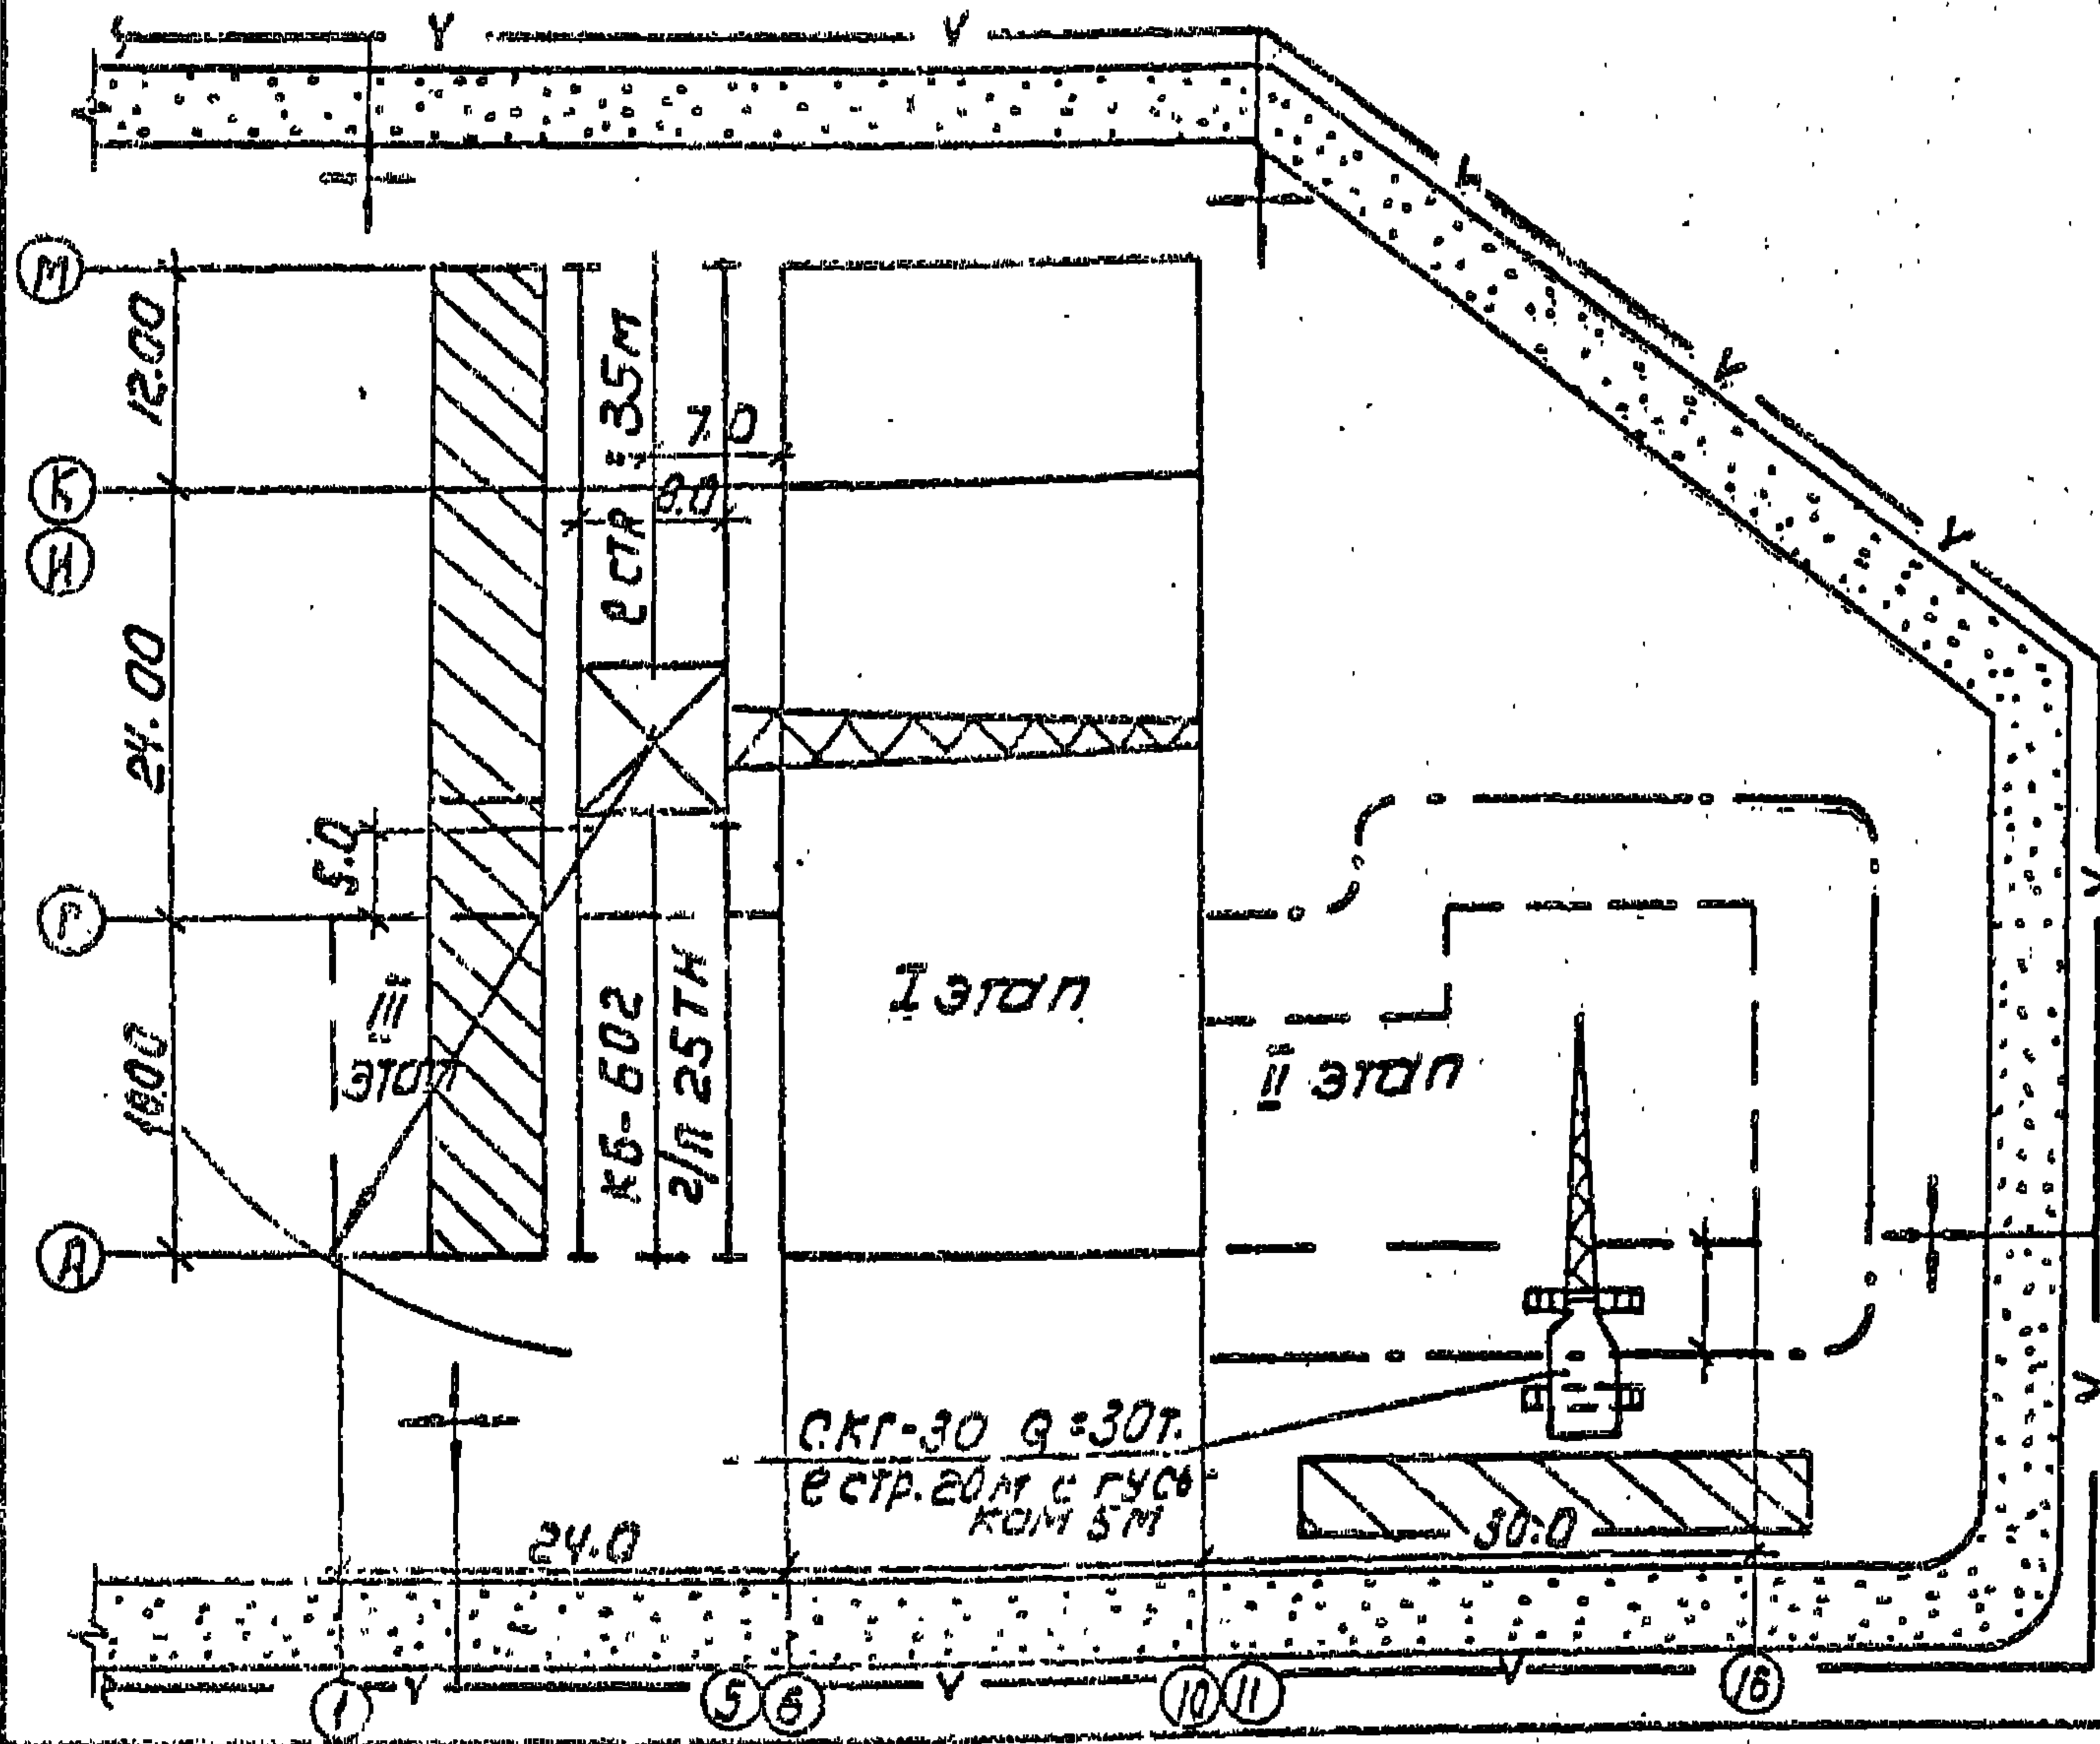 М
12.00
К
И
24.00
5.0
Г
18.00
А
ℓ стр = 35м
7.0
8.0
КБ-602
г/п 25тн
I этап
II этап
III
этап
СКГ-30 Q=30т.
ℓ стр. 20м с гусь
ком 5м
24.0
30.0
1
5
6
10
11
16
V
V
V
V
V
V
V
V
V
V